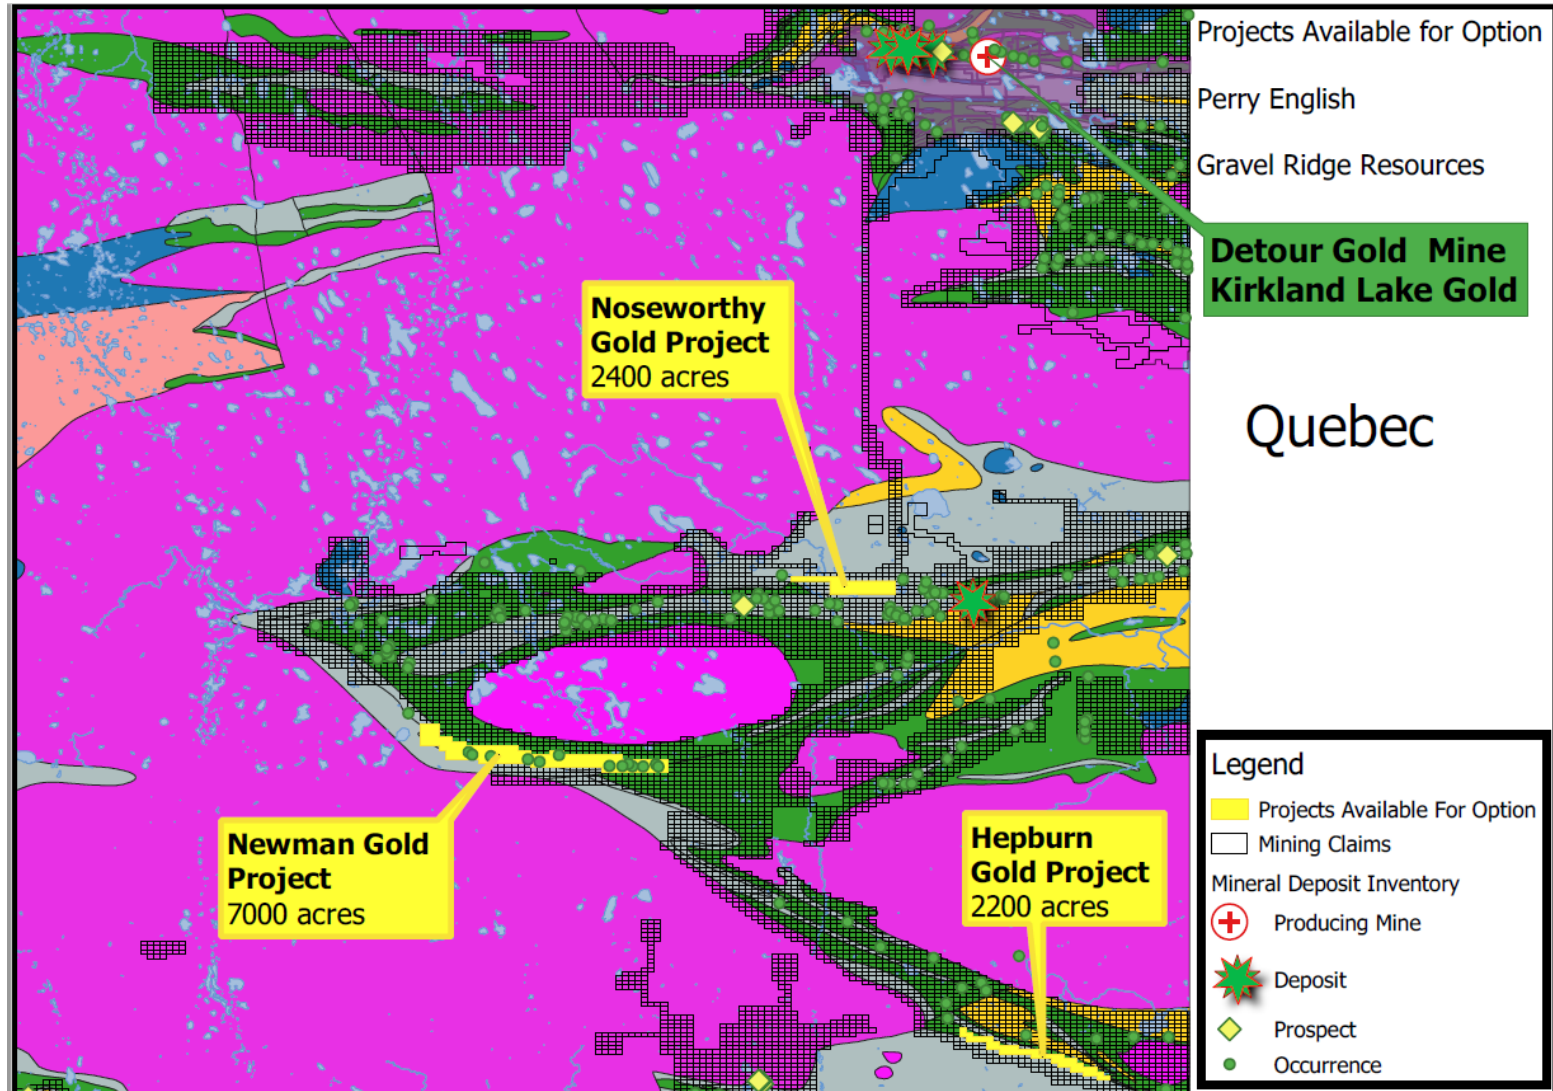 Projects Available for Option
Perry English
Gravel Ridge Resources
Detour Gold Mine
Kirkland Lake Gold
Noseworthy
Gold Project
2400 acres
Quebec
Newman Gold
Project
7000 acres
Hepburn
Gold Project
2200 acres
Legend
Projects Available For Option
Mining Claims
Mineral Deposit Inventory
Producing Mine
Deposit
Prospect
Occurrence